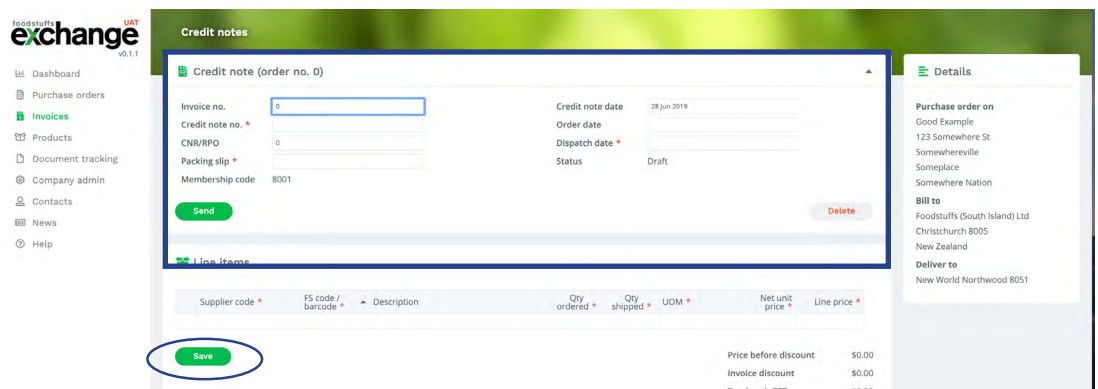 foodstuffs UAT
exchange
v0.1.1
Dashboard
Purchase orders
Invoices
Products
Document tracking
Company admin
Contacts
News
Help
Credit notes
Credit note (order no. 0)
Invoice no. 0
Credit note no. *
CNR/RPO 0
Packing slip *
Membership code 8001
Credit note date 28 Jun 2019
Order date
Dispatch date *
Status Draft
Send
Delete
Line items
Supplier code * FS code / barcode * Description Qty ordered * Qty shipped * UOM * Net unit price * Line price *
Save
Price before discount $0.00
Invoice discount $0.00
Details
Purchase order on
Good Example
123 Somewhere St
Somewhereville
Someplace
Somewhere Nation
Bill to
Foodstuffs (South Island) Ltd
Christchurch 8005
New Zealand
Deliver to
New World Northwood 8051